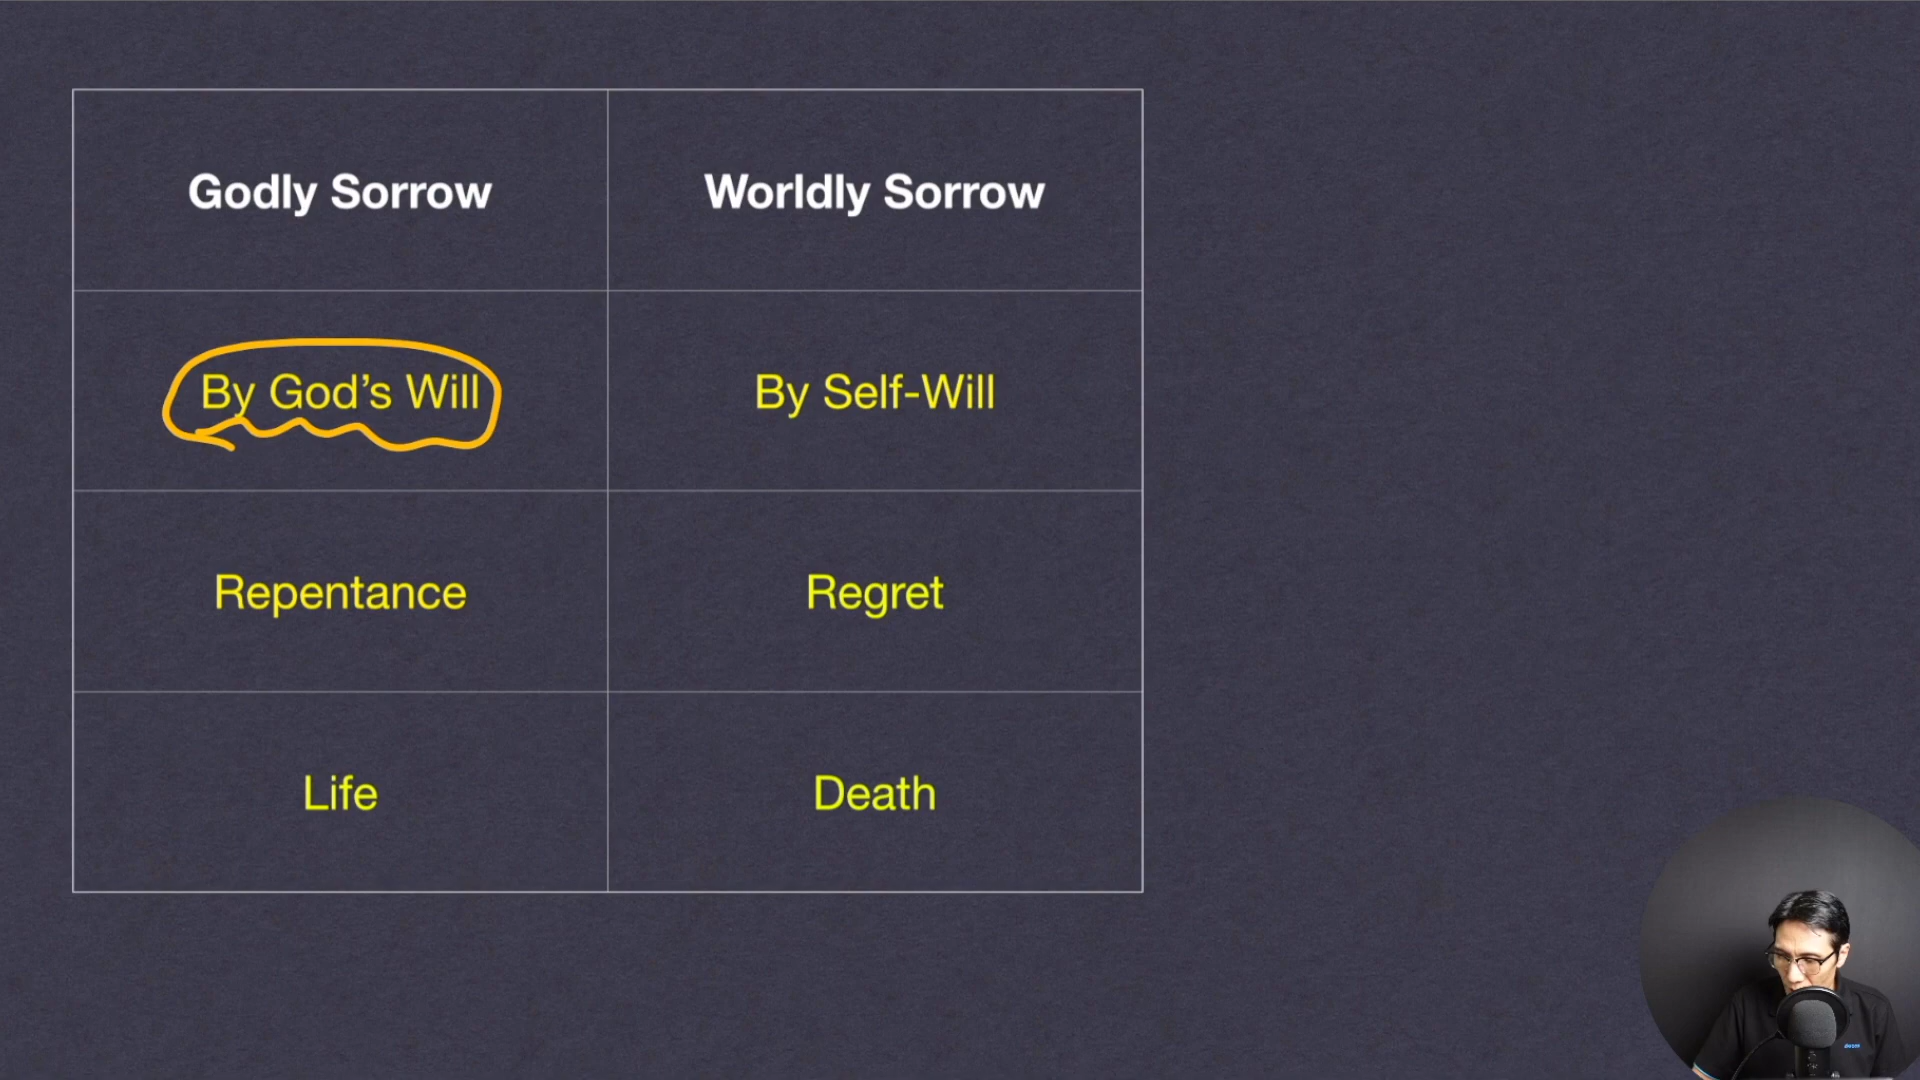 Godly Sorrow
Worldly Sorrow
By God’s Will
By Self-Will
Repentance
Regret
Life
Death